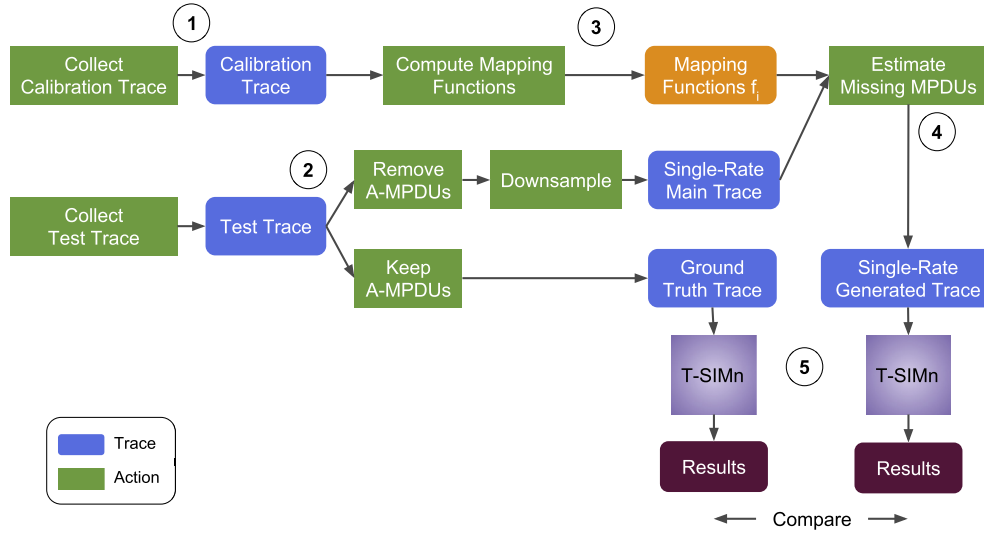 1
3
Collect
Calibration Trace
Calibration
Trace
Compute Mapping
Functions
Mapping
Functions fi
Estimate
Missing MPDUs
4
2
Remove
A-MPDUs
Downsample
Single-Rate
Main Trace
Collect
Test Trace
Test Trace
Keep
A-MPDUs
Ground
Truth Trace
Single-Rate
Generated Trace
T-SIMn
5
T-SIMn
Trace
Action
Results
Results
Compare